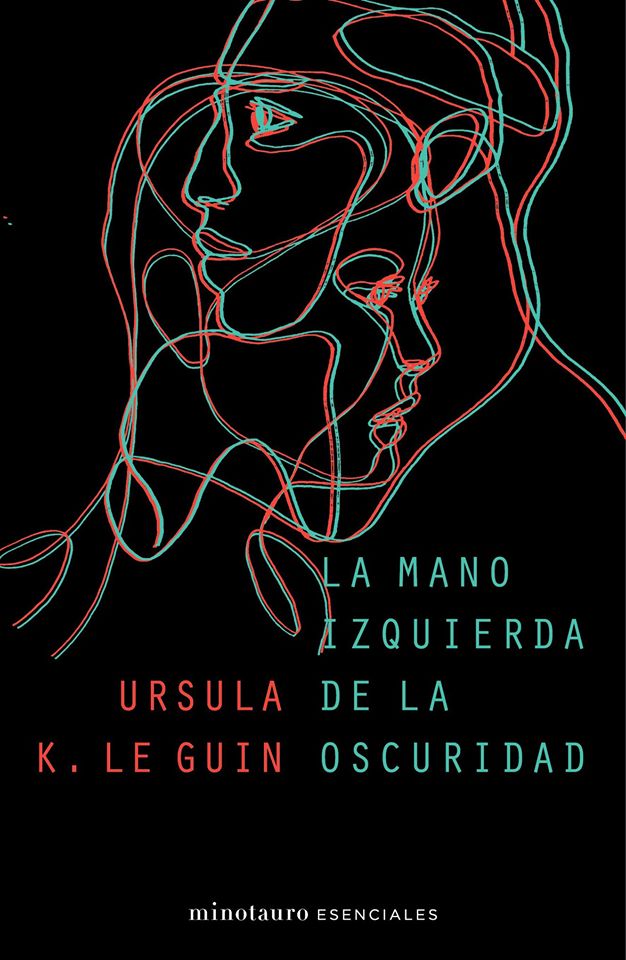 LA MANO
IZQUIERDA
DE LA
OSCURIDAD
URSULA
K. LE GUIN
minotauro ESENCIALES